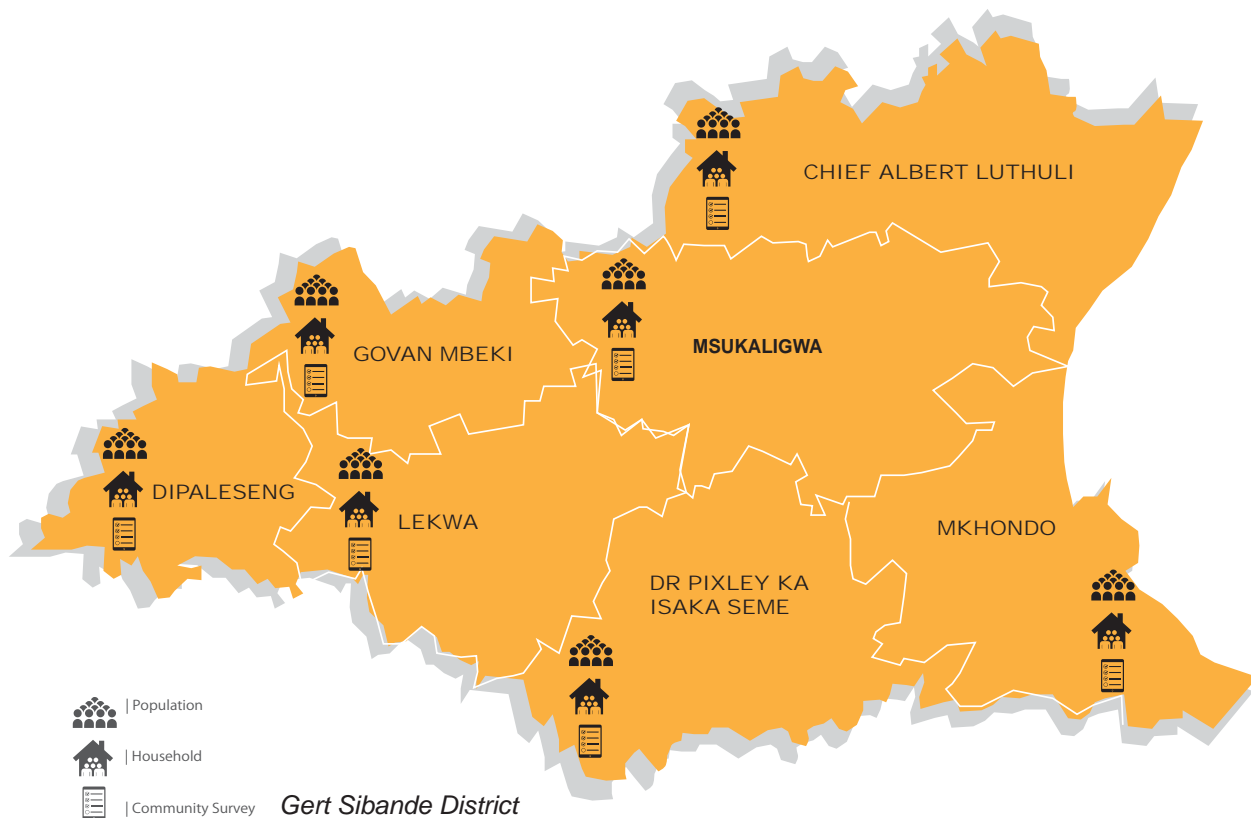 CHIEF ALBERT LUTHULI
MSUKALIGWA
GOVAN MBEKI
DIPALESENG
LEKWA
MKHONDO
DR PIXLEY KA
ISAKA SEME
| Population
| Household
| Community Survey
Gert Sibande District